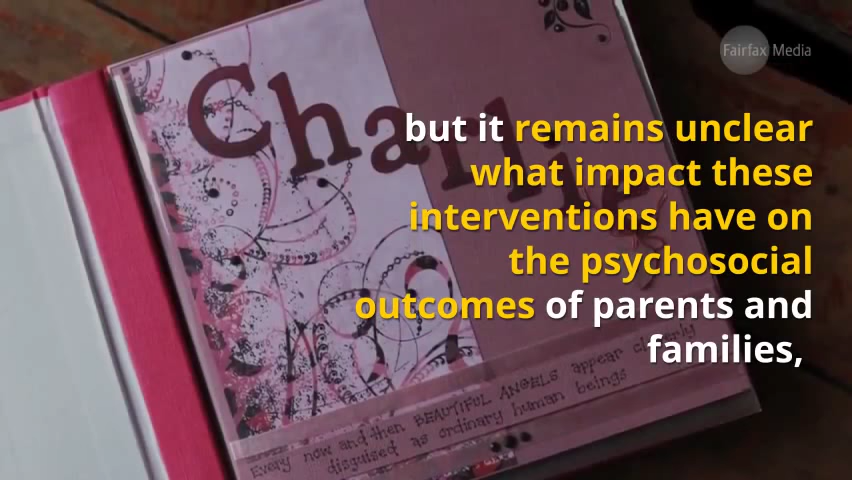 Fairfax Media
but it remains unclear
what impact these
interventions have on
the psychosocial
outcomes of parents and
families,
Every now and then BEAUTIFUL ANGELS appear cleverly
disguised as ordinary human beings